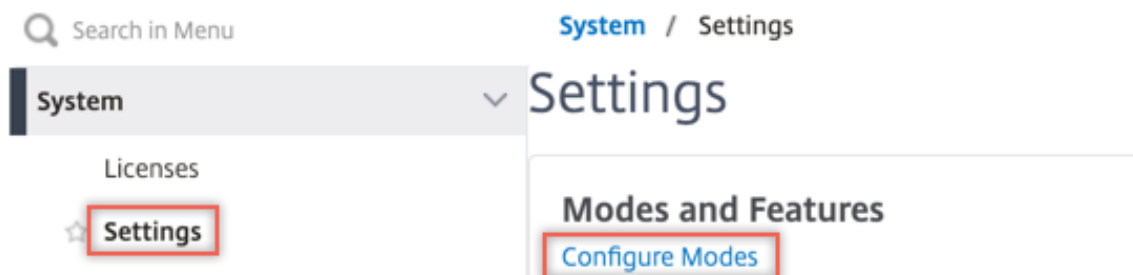 Search in Menu
System
Licenses
Settings
System / Settings
Settings
Modes and Features
Configure Modes